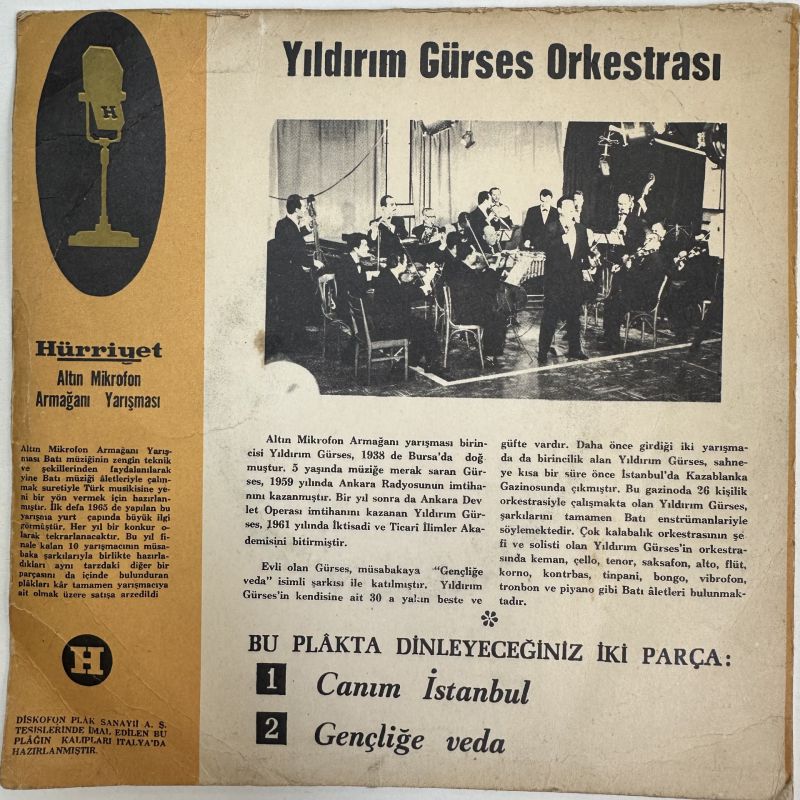 Yıldırım Gürses Orkestrası
H
Hürriyet
Altın Mikrofon
Armağanı Yarışması
Altın Mikrofon Armağanı Yarış-
ması Batı müziğinin zengin teknik
ve şekillerinden faydalanılarak
yine Batı müziği âletleriyle çalın-
mak suretiyle Türk musikisine ye-
ni bir yön vermek için hazırlan-
mıştır. İlk defa 1965 de yapılan bu
yarışma yurt çapında büyük ilgi
görmüştür. Her yıl bir konkur o-
larak tekrarlanacaktır. Bu yıl fi-
nale kalan 10 yarışmacının müsa-
baka şarkılarıyla birlikte hazırla-
dıkları aynı tarzdaki diğer bir
parçasını da içinde bulunduran
plâkları kâr tamamen yarışmacıya
ait olmak üzere satışa arzedildi
H
DİSKOFON PLÂK SANAYİİ A. Ş.
TESİSLERİNDE İMAL EDİLEN BU
PLÂĞIN KALIPLARI İTALYA'DA
HAZIRLANMIŞTIR.
Altın Mikrofon Armağanı yarışması birin-
cisi Yıldırım Gürses, 1938 de Bursa'da doğ
muştur. 5 yaşında müziğe merak saran Gür-
ses, 1959 yılında Ankara Radyosunun imtiha-
nını kazanmıştır. Bir yıl sonra da Ankara Dev
let Operası imtihanını kazanan Yıldırım Gür-
ses, 1961 yılında İktisadi ve Ticari İlimler Aka-
demisini bitirmiştir.
Evli olan Gürses, müsabakaya "Gençliğe
veda" isimli şarkısı ile katılmıştır. Yıldırım
Gürses'in kendisine ait 30 a yakın beste ve
güfte vardır. Daha önce girdiği iki yarışma-
da da birincilik alan Yıldırım Gürses, sahne-
ye kısa bir süre önce İstanbul'da Kazablanka
Gazinosunda çıkmıştır. Bu gazinoda 26 kişilik
orkestrasiyle çalışmakta olan Yıldırım Gürses,
şarkılarını tamamen Batı enstrümanlariyle
söylemektedir. Çok kalabalık orkestrasının şe
fi ve solisti olan Yıldırım Gürses'in orkestra-
sında keman, çello, tenor, saksafon, alto, flüt,
korno, kontrbas, tinpani, bongo, vibrofon,
tronbon ve piyano gibi Batı âletleri bulunmak-
tadır.
BU PLÂKTA DİNLEYECEĞİNİZ İKİ PARÇA:
1 Canım İstanbul
2 Gençliğe veda